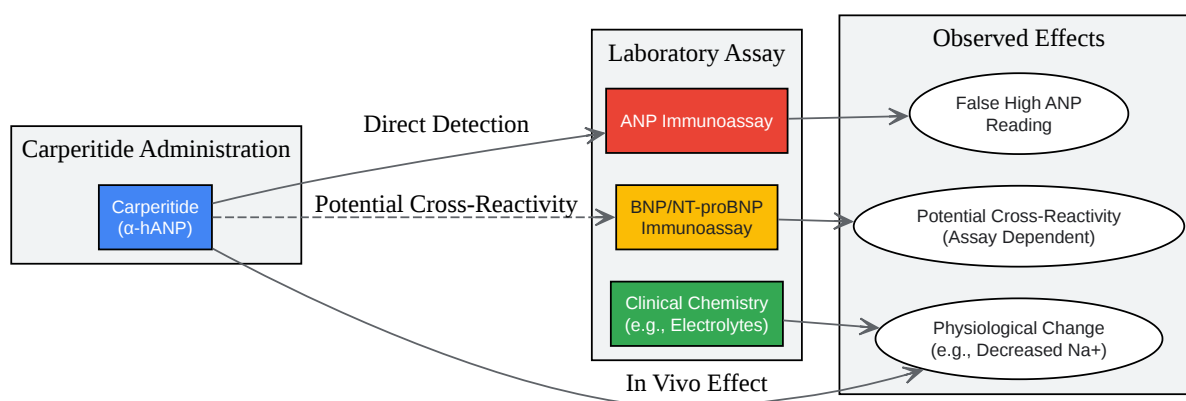 Carperitide Administration
Carperitide
(α-hANP)
Direct Detection
Potential Cross-Reactivity
In Vivo Effect
Laboratory Assay
ANP Immunoassay
BNP/NT-proBNP
Immunoassay
Clinical Chemistry
(e.g., Electrolytes)
Observed Effects
False High ANP
Reading
Potential Cross-Reactivity
(Assay Dependent)
Physiological Change
(e.g., Decreased Na+)